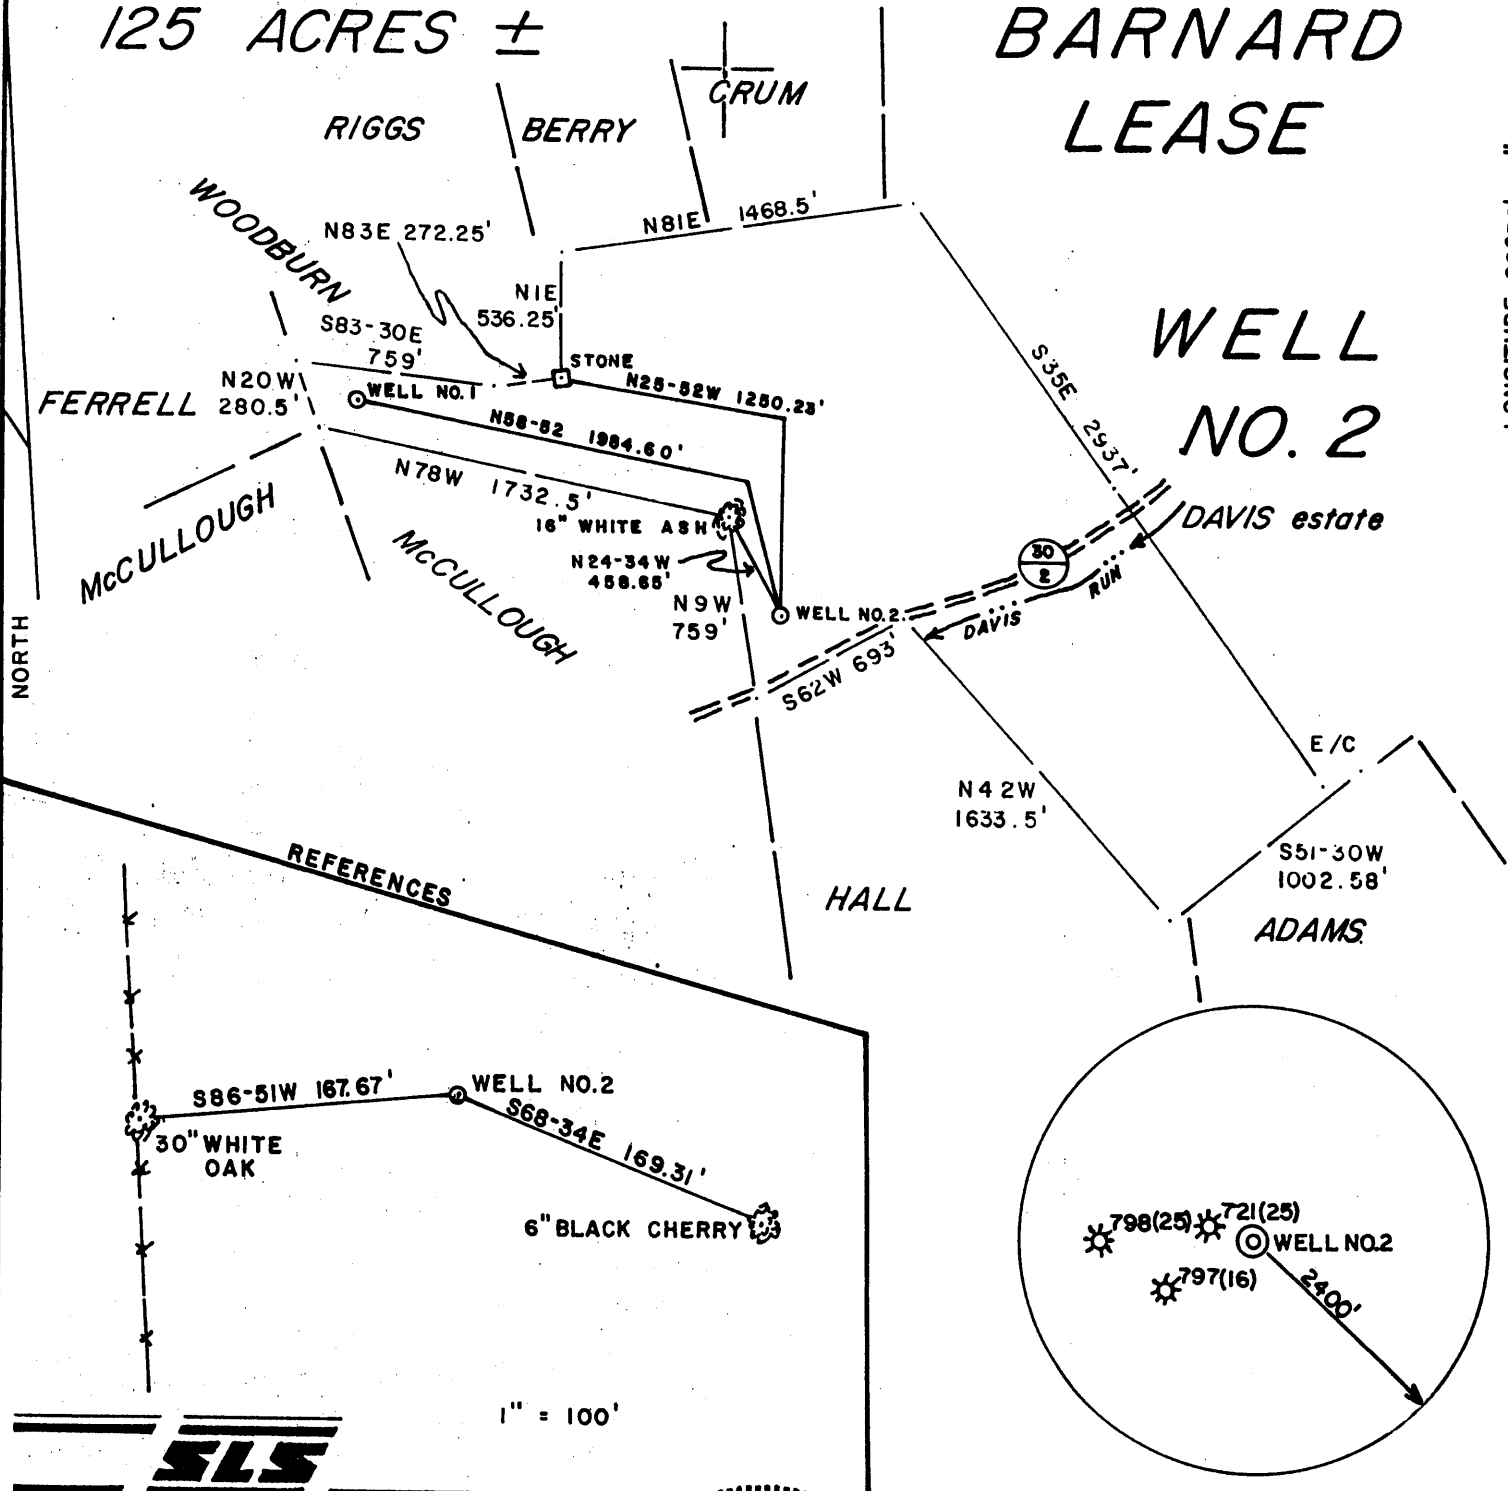 125 ACRES ±
BARNARD
LEASE
CRUM
RIGGS
BERRY
WOODBURN
N83E 272.25'
N81E 1468.5'
N1E
536.25'
S83-30E
759'
STONE
WELL
NO. 2
S35E 2937'
N20W
280.5'
FERRELL
WELL NO. 1
N25-52W 1250.23'
N58-52 1984.60'
N78W 1732.5'
16" WHITE ASH
McCULLOUGH
McCULLOUGH
N24-34W
458.65'
N9W
759'
WELL NO. 2
30
2
DAVIS RUN
DAVIS estate
S62W 693'
NORTH
E/C
N42W
1633.5'
S51-30W
1002.58'
HALL
ADAMS
REFERENCES
S86-51W 167.67'
WELL NO. 2
S68-34E 169.31'
30" WHITE
OAK
6" BLACK CHERRY
1" = 100'
SLS
798(25)
721(25)
WELL NO.2
797(16)
2400'